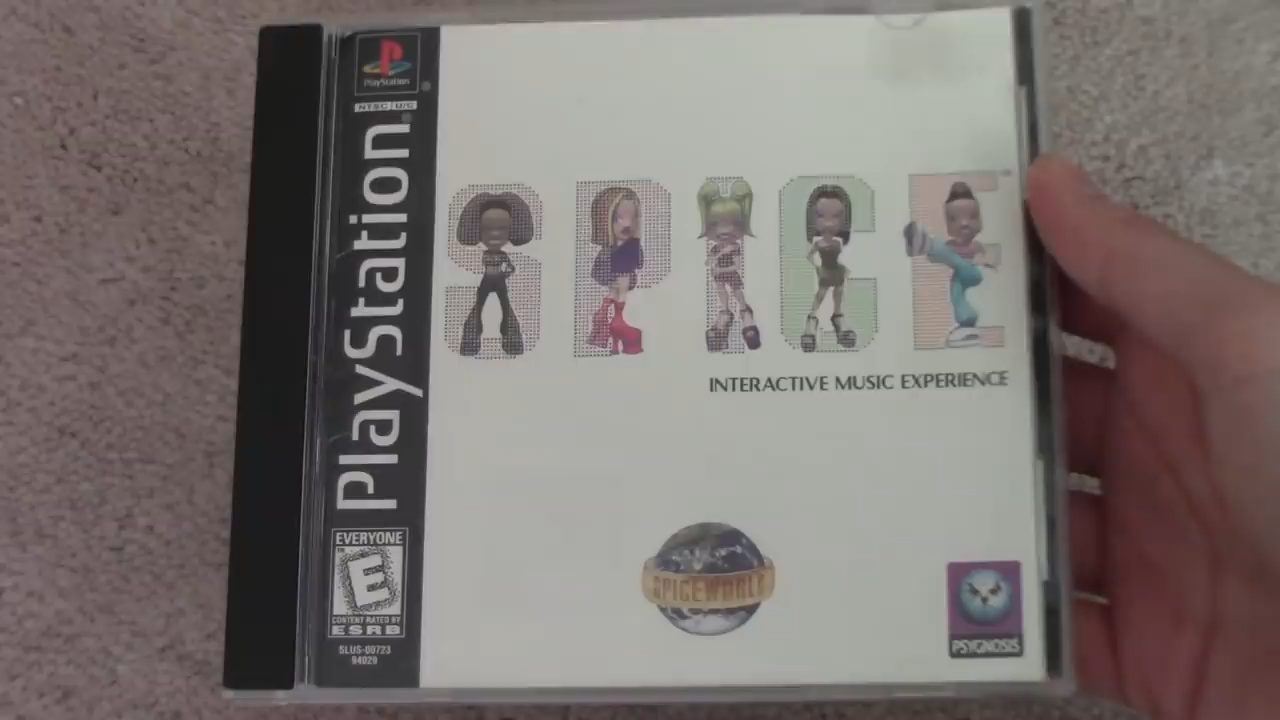 PlayStation
NTSC U/C
PlayStation
SPICE
INTERACTIVE MUSIC EXPERIENCE
SPICEWORLD
EVERYONE
E
CONTENT RATED BY
ESRB
SLUS-00723
94029
PSYGNOSIS